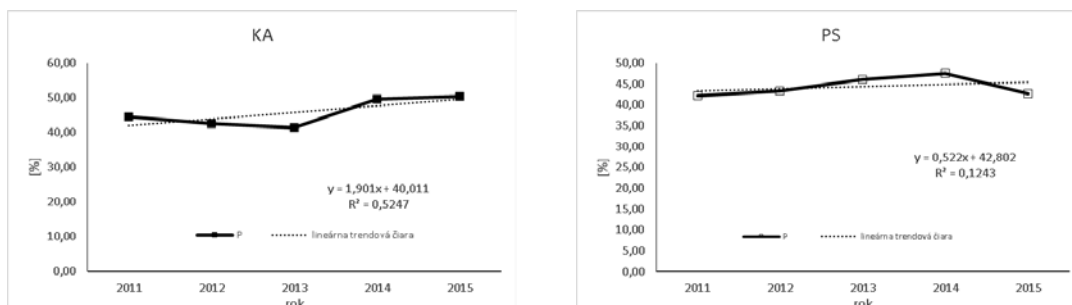 KA
60,00
50,00
40,00
30,00
20,00
10,00
0,00
[%]
y = 1,901x + 40,011
R² = 0,5247
P
lineárna trendová čiara
2011 2012 2013 2014 2015
rok
PS
50,00
45,00
40,00
35,00
30,00
25,00
20,00
15,00
10,00
5,00
0,00
[%]
y = 0,522x + 42,802
R² = 0,1243
P
lineárna trendová čiara
2011 2012 2013 2014 2015
rok